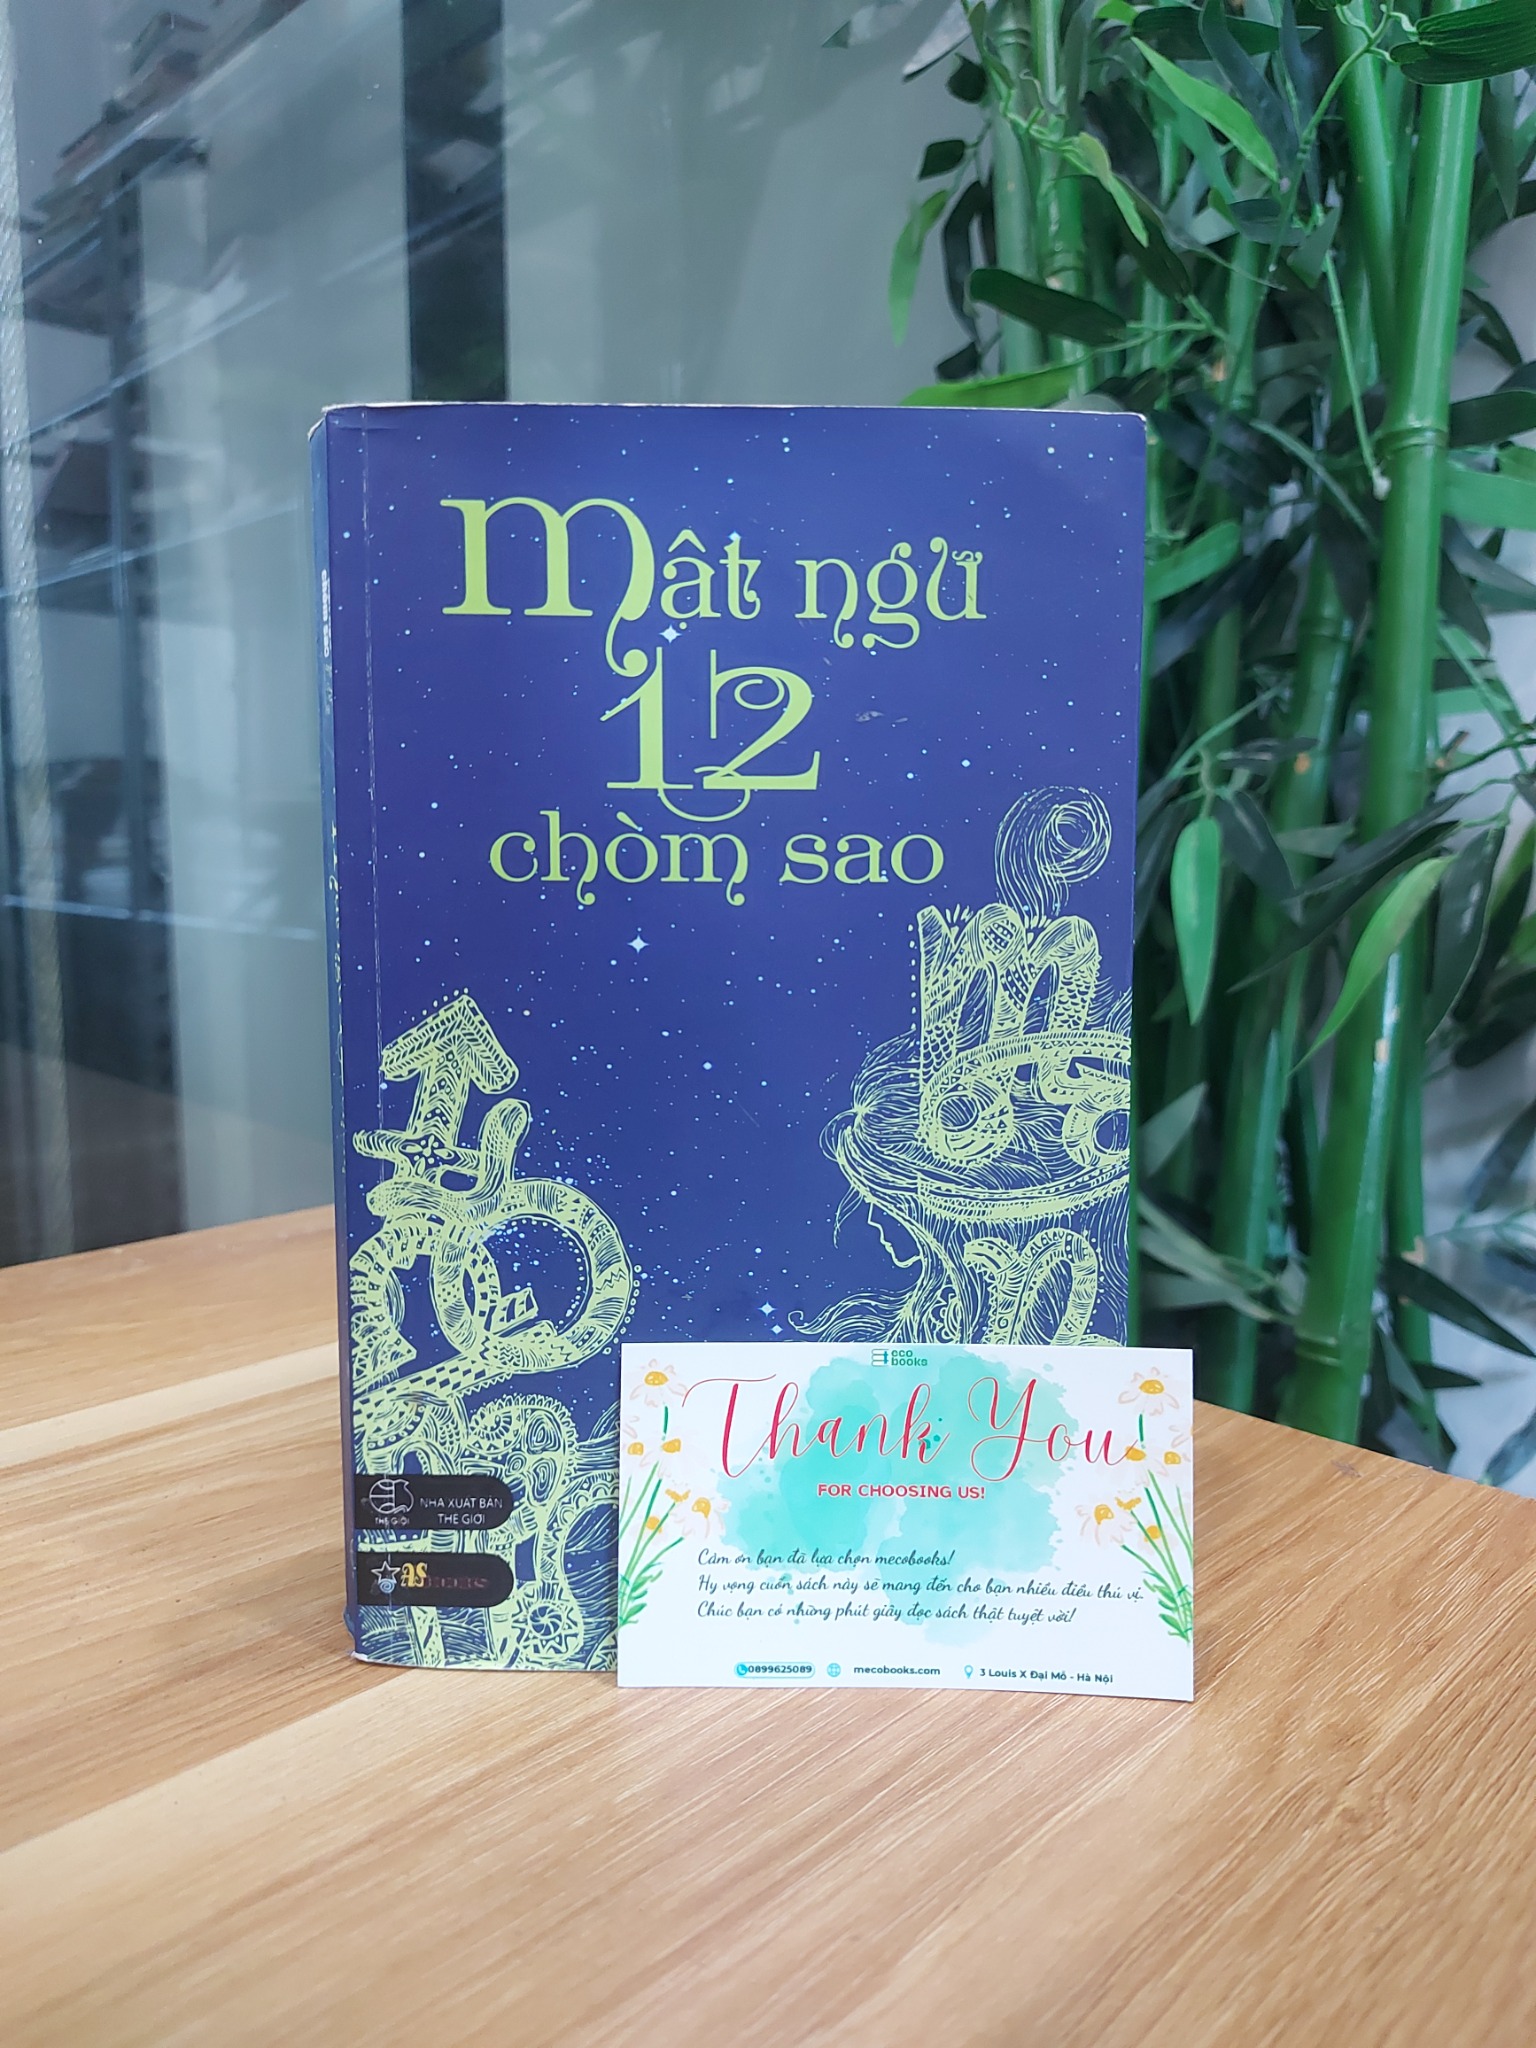 mật ngữ
12
chòm sao
NHÀ XUẤT BẢN
THẾ GIỚI
THẾ GIỚI
AS
eco
books
Thank You
FOR CHOOSING US!
Cảm ơn bạn đã lựa chọn mecobooks!
Hy vọng cuốn sách này sẽ mang đến cho bạn nhiều điều thú vị.
Chúc bạn có những phút giây đọc sách thật tuyệt vời!
0899625089 mecobooks.com 3 Louis X Đại Mỗ - Hà Nội